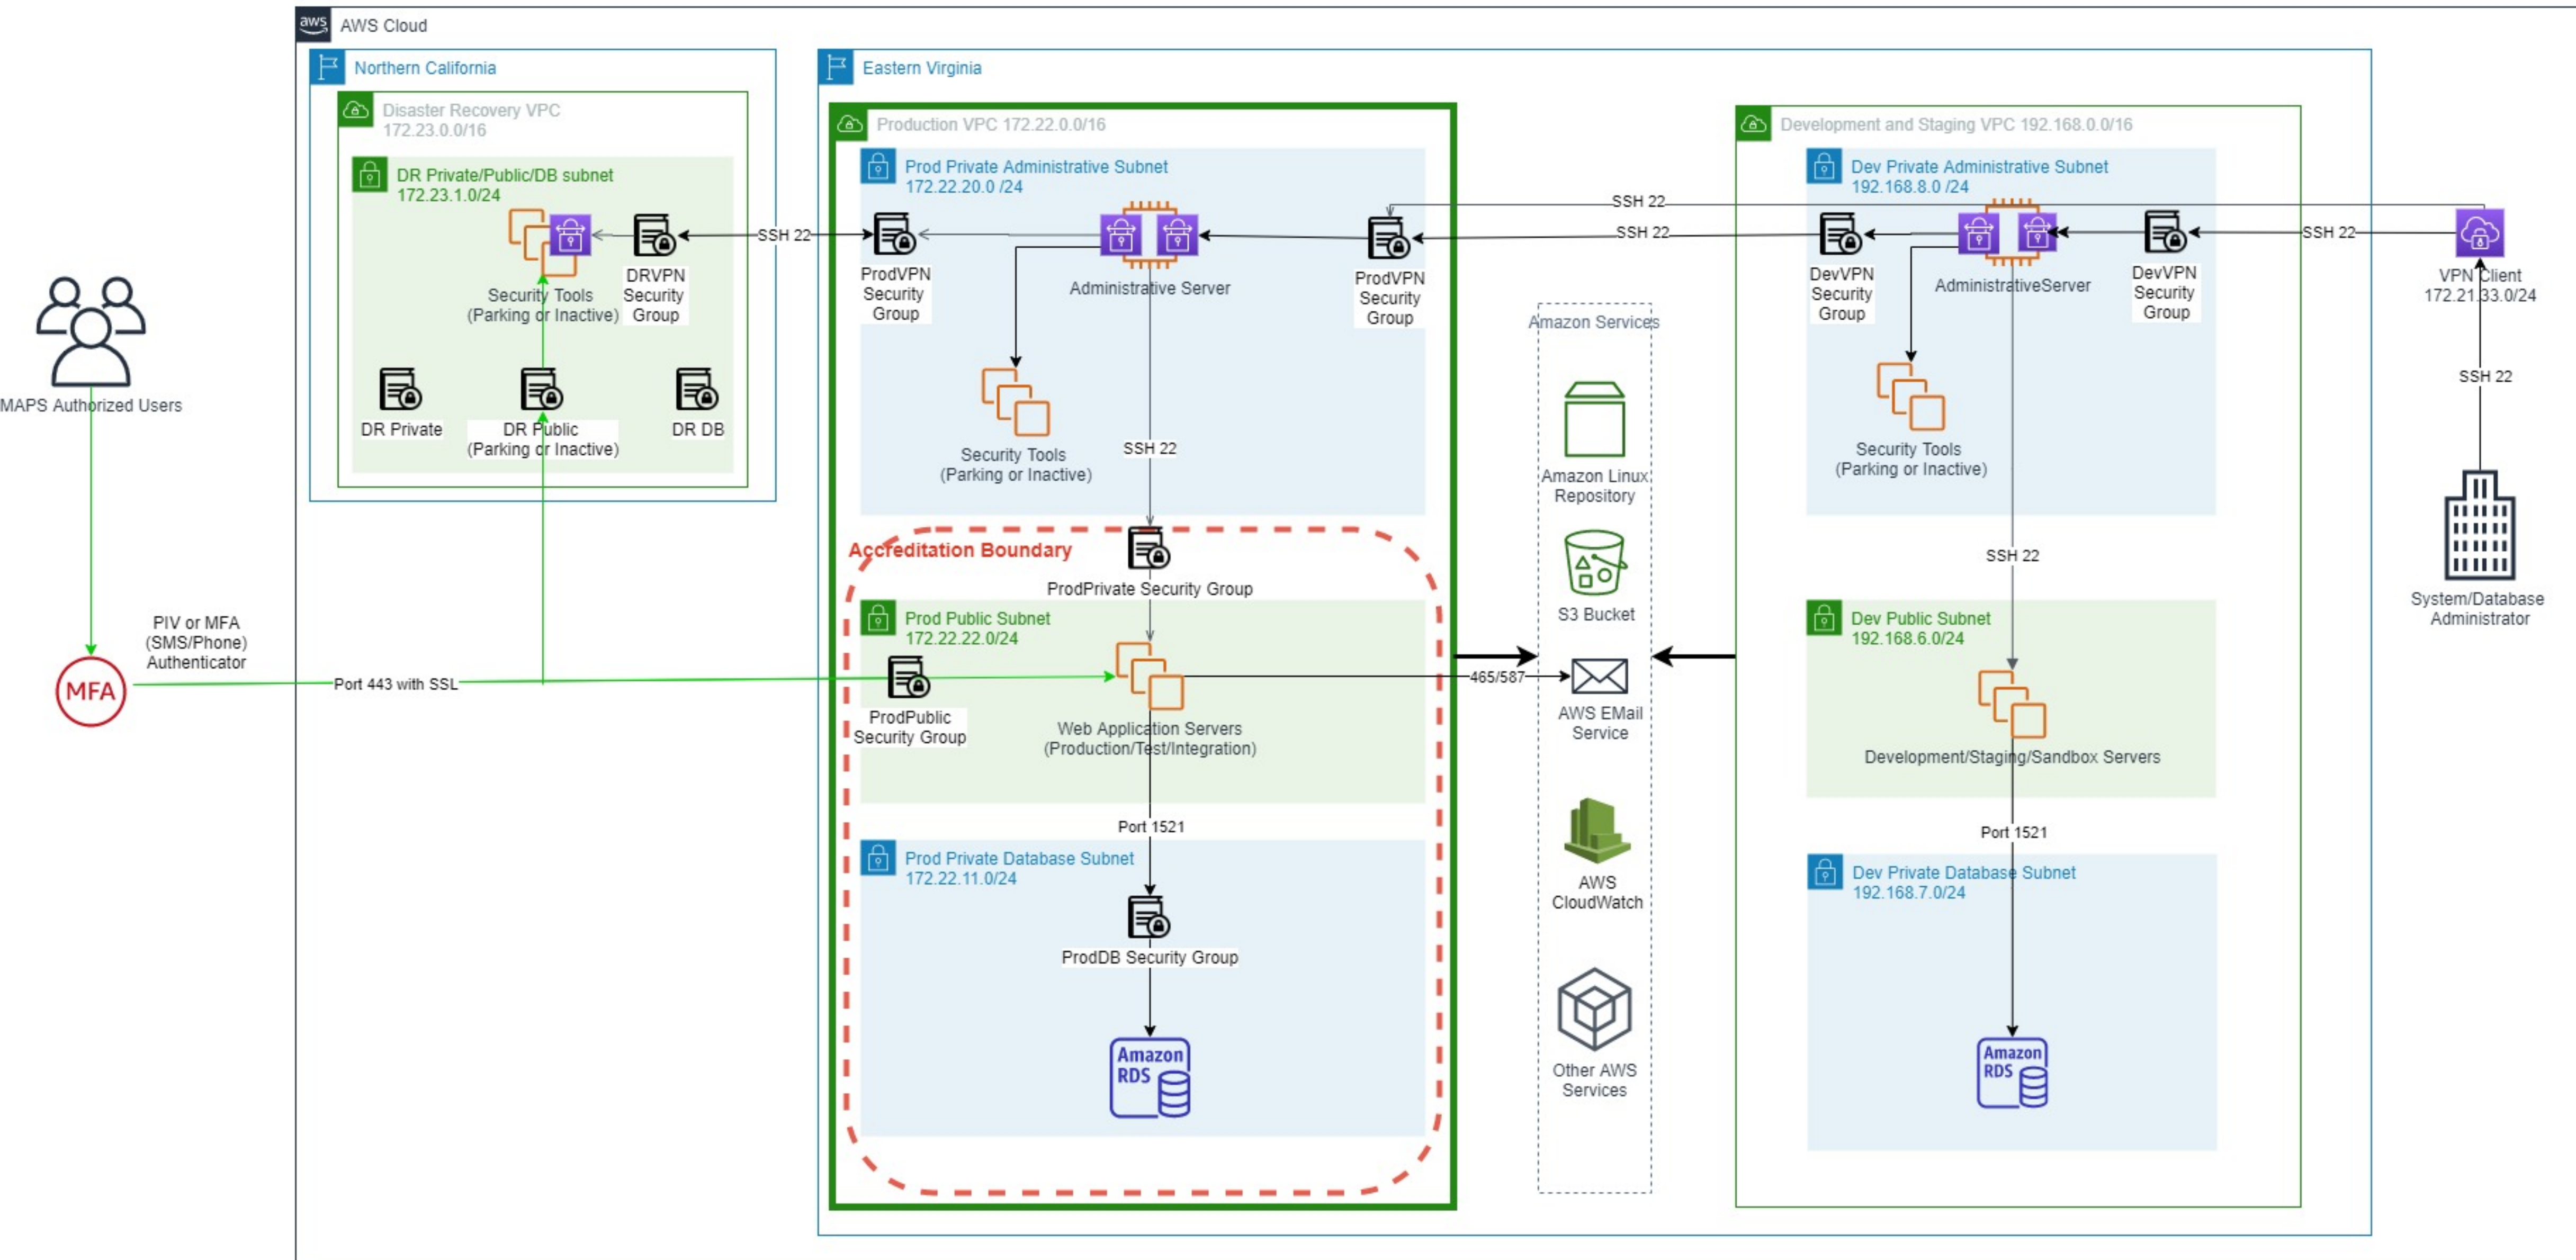 aws
AWS Cloud
Northern California
Disaster Recovery VPC
172.23.0.0/16
DR Private/Public/DB subnet
172.23.1.0/24
Security Tools
(Parking or Inactive)
DRVPN
Security
Group
DR Private
DR Public
(Parking or Inactive)
DR DB
MAPS Authorized Users
PIV or MFA
(SMS/Phone)
Authenticator
MFA
Port 443 with SSL
SSH 22
Eastern Virginia
Production VPC 172.22.0.0/16
Prod Private Administrative Subnet
172.22.20.0 /24
ProdVPN
Security
Group
Administrative Server
ProdVPN
Security
Group
Security Tools
(Parking or Inactive)
SSH 22
Accreditation Boundary
ProdPrivate Security Group
Prod Public Subnet
172.22.22.0/24
ProdPublic
Security Group
Web Application Servers
(Production/Test/Integration)
Port 1521
Prod Private Database Subnet
172.22.11.0/24
ProdDB Security Group
Amazon
RDS
SSH 22
SSH 22
Amazon Services
Amazon Linux
Repository
S3 Bucket
465/587
AWS EMail
Service
AWS
CloudWatch
Other AWS
Services
Development and Staging VPC 192.168.0.0/16
Dev Private Administrative Subnet
192.168.8.0 /24
DevVPN
Security
Group
AdministrativeServer
DevVPN
Security
Group
Security Tools
(Parking or Inactive)
SSH 22
Dev Public Subnet
192.168.6.0/24
Development/Staging/Sandbox Servers
Port 1521
Dev Private Database Subnet
192.168.7.0/24
Amazon
RDS
SSH 22
VPN Client
172.21.33.0/24
SSH 22
System/Database
Administrator